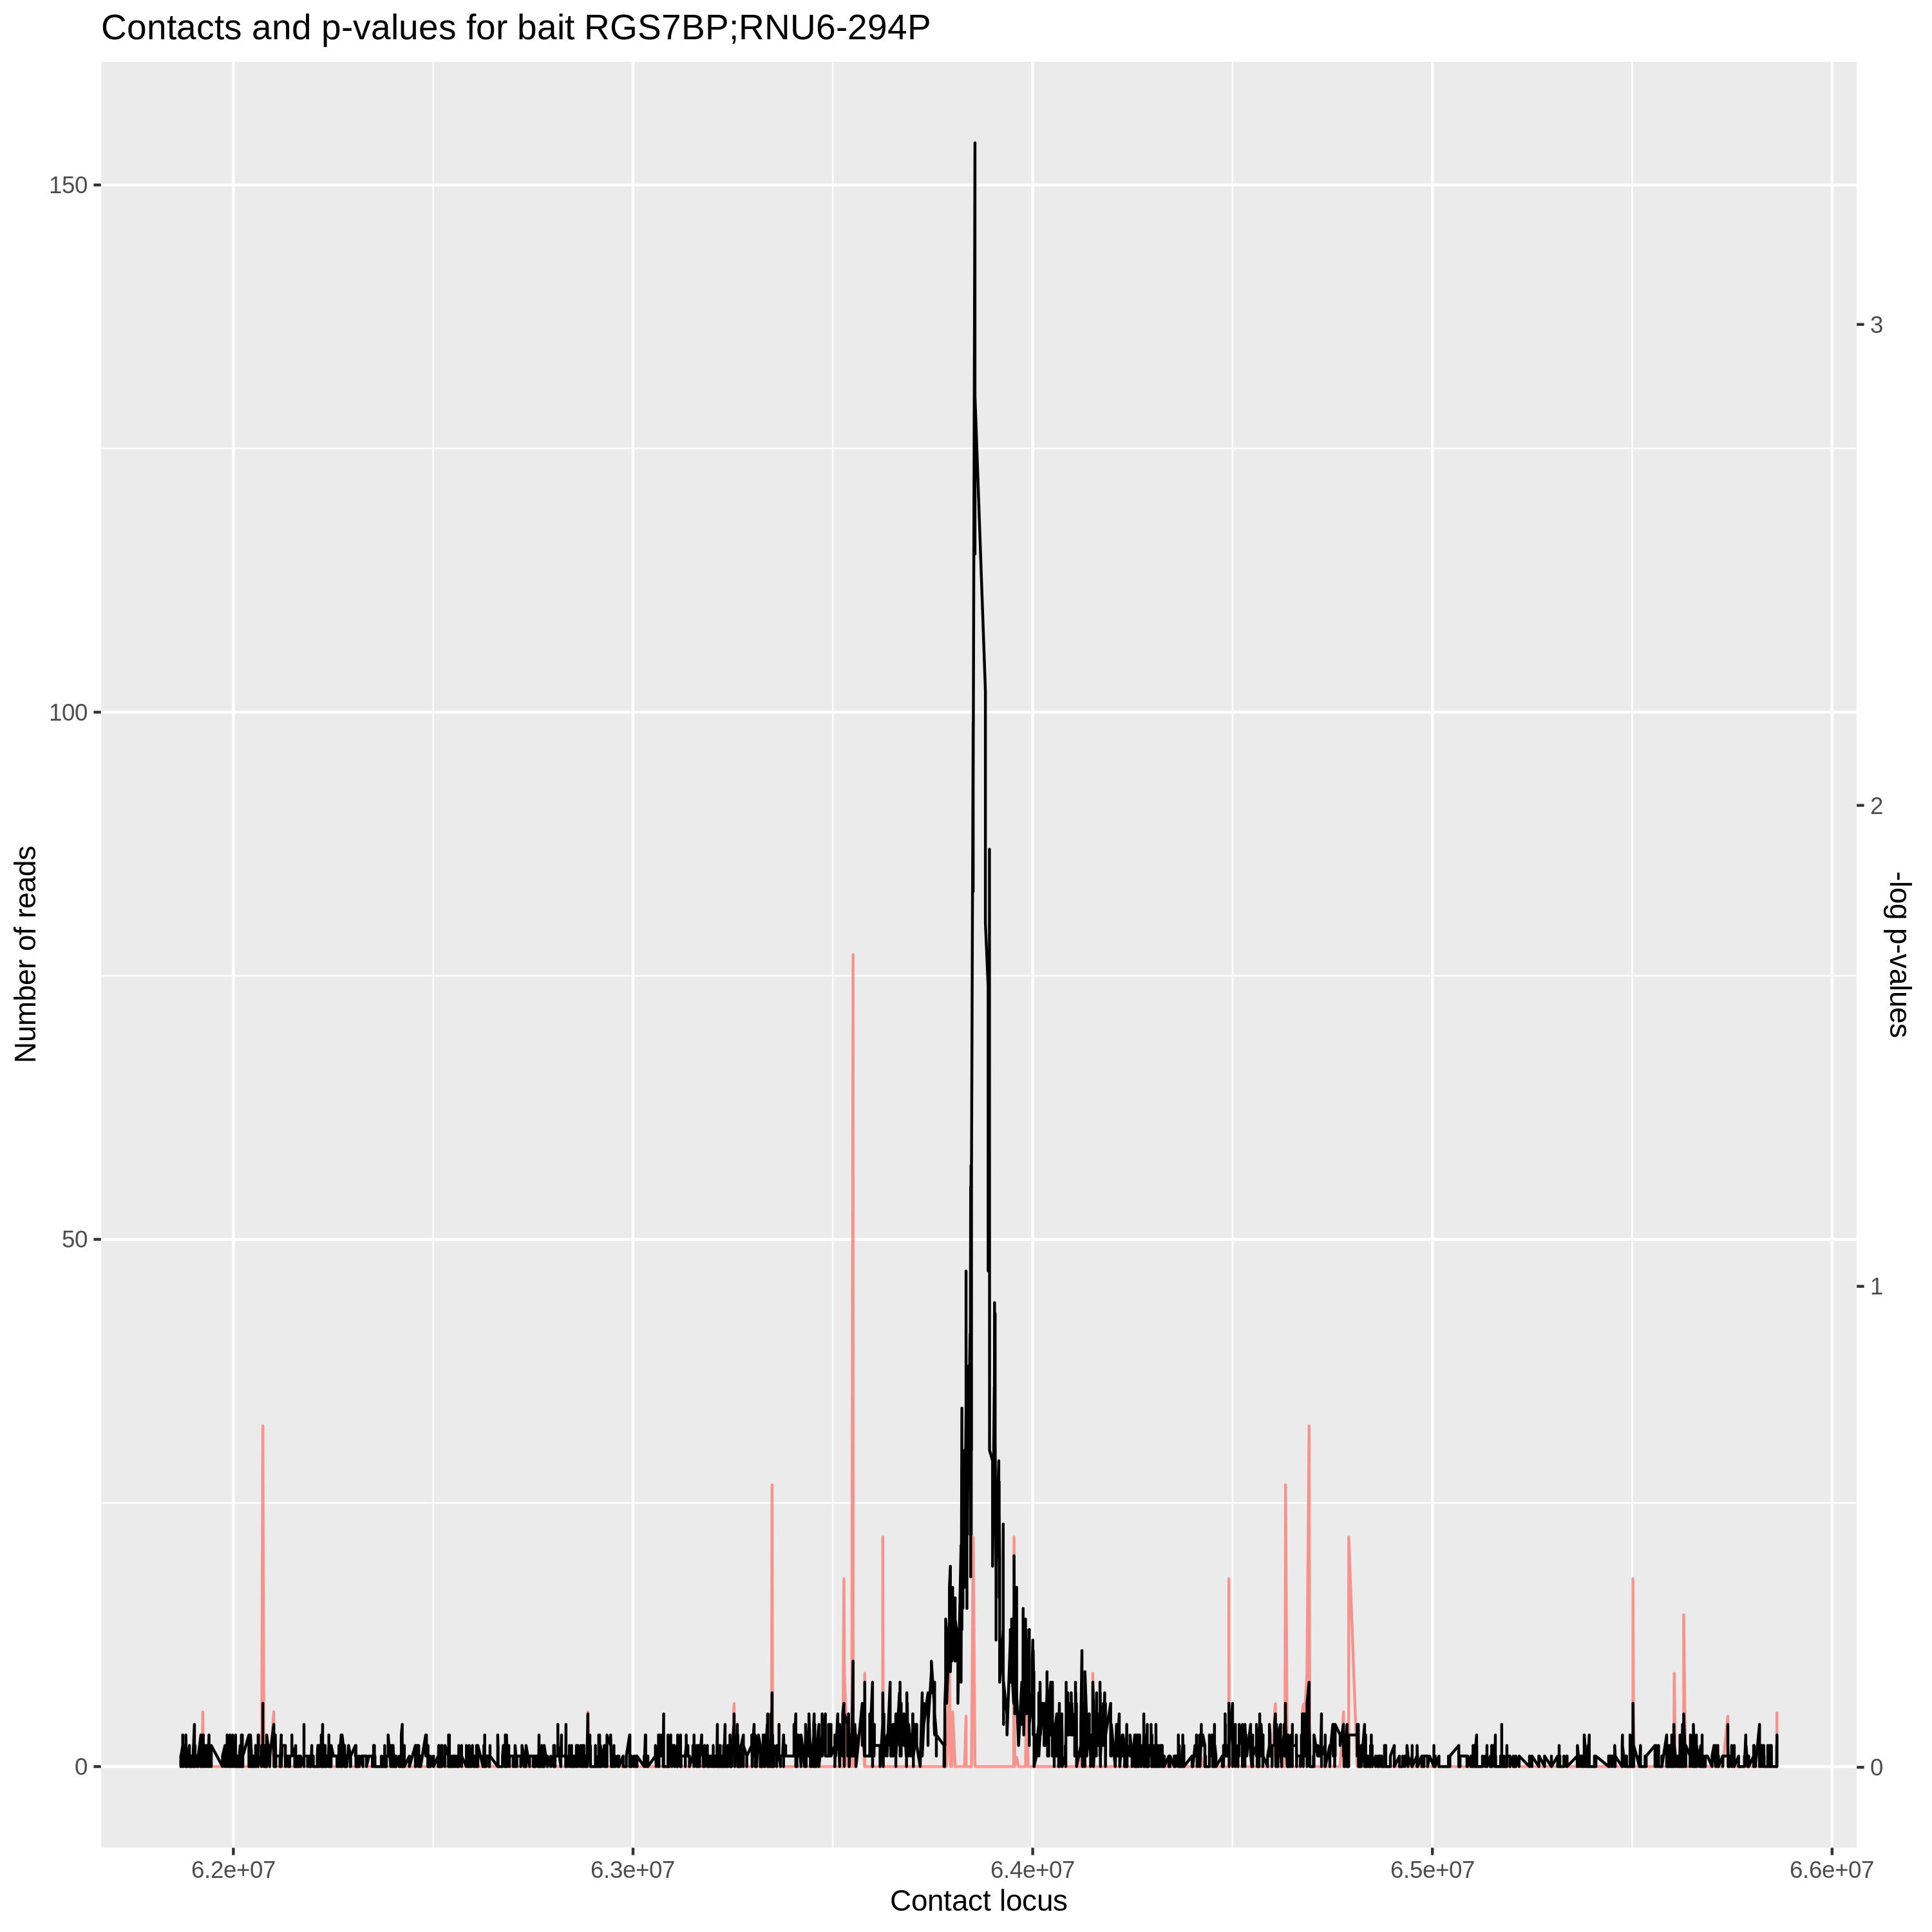 Contacts and p-values for bait RGS7BP;RNU6-294P
150
100
50
0
Number of reads
3
2
1
0
-log p-values
6.2e+07
6.3e+07
6.4e+07
6.5e+07
6.6e+07
Contact locus